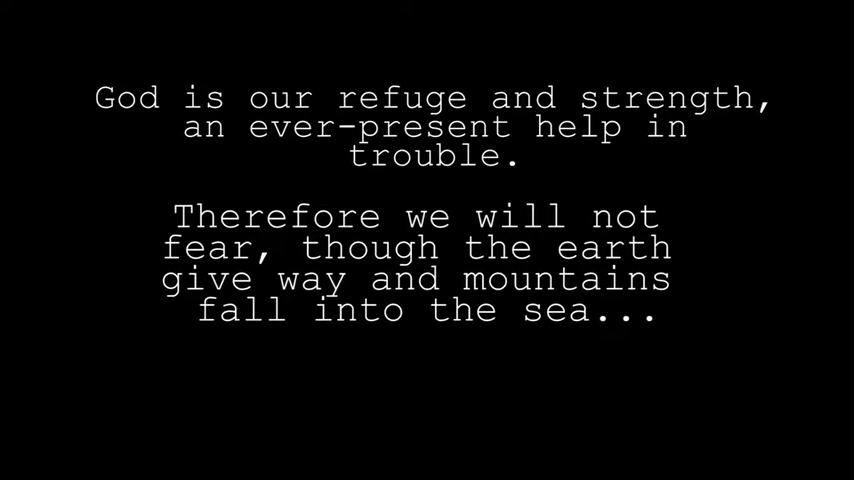 God is our refuge and strength,
an ever-present help in
trouble.
Therefore we will not
fear, though the earth
give way and mountains
fall into the sea...